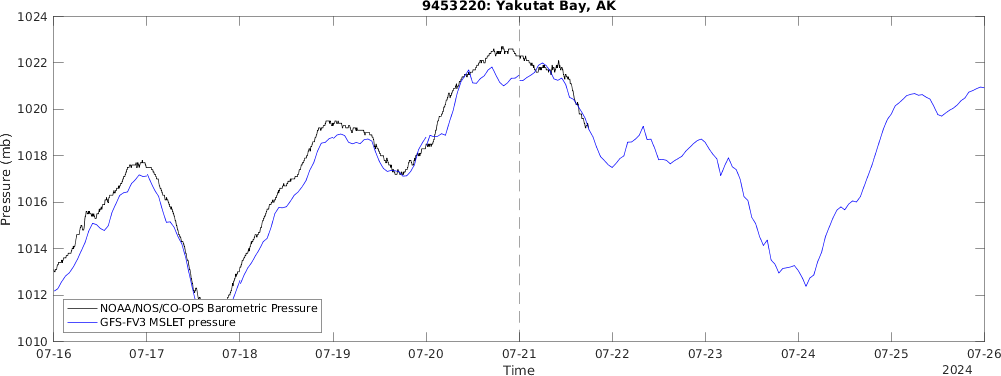 9453220: Yakutat Bay, AK
1024
1022
1020
1018
1016
1014
1012
1010
Pressure (mb)
NOAA/NOS/CO-OPS Barometric Pressure
GFS-FV3 MSLET pressure
07-16 07-17 07-18 07-19 07-20 07-21 07-22 07-23 07-24 07-25 07-26
Time
2024